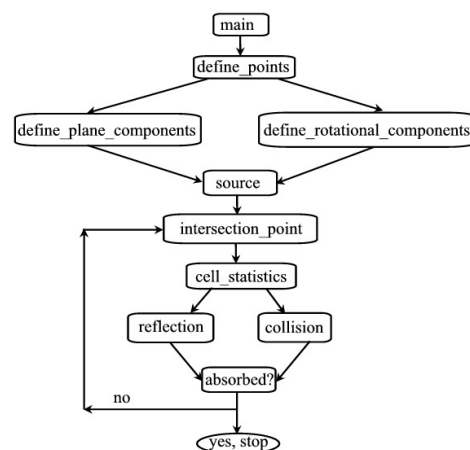 main
define_points
define_plane_components
define_rotational_components
source
intersection_point
cell_statistics
reflection
collision
absorbed?
no
yes, stop